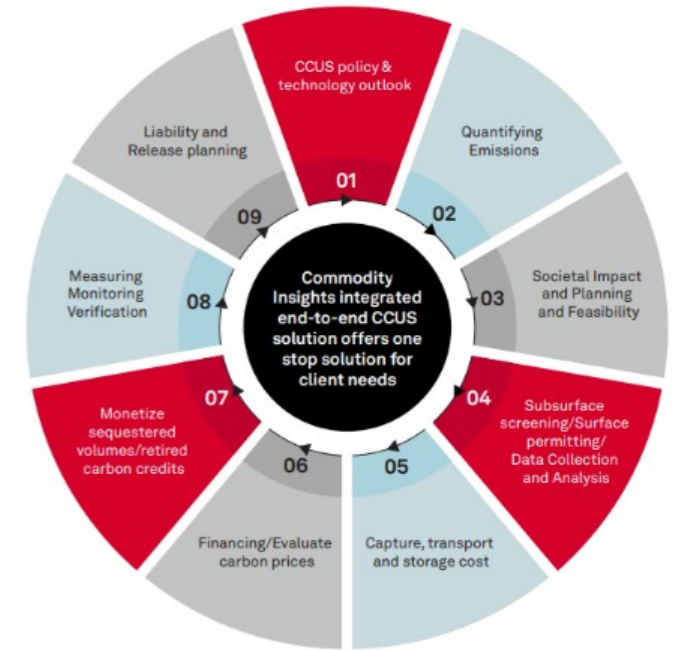 CCUS policy &
technology outlook
01
Quantifying
Emissions
02
Societal Impact
and Planning
and Feasibility
03
Subsurface
screening/Surface
permitting/
Data Collection
and Analysis
04
Capture, transport
and storage cost
05
Financing/Evaluate
carbon prices
06
Monetize
sequestered
volumes/retired
carbon credits
07
Measuring
Monitoring
Verification
08
Liability and
Release planning
09
Commodity
Insights integrated
end-to-end CCUS
solution offers one
stop solution for
client needs